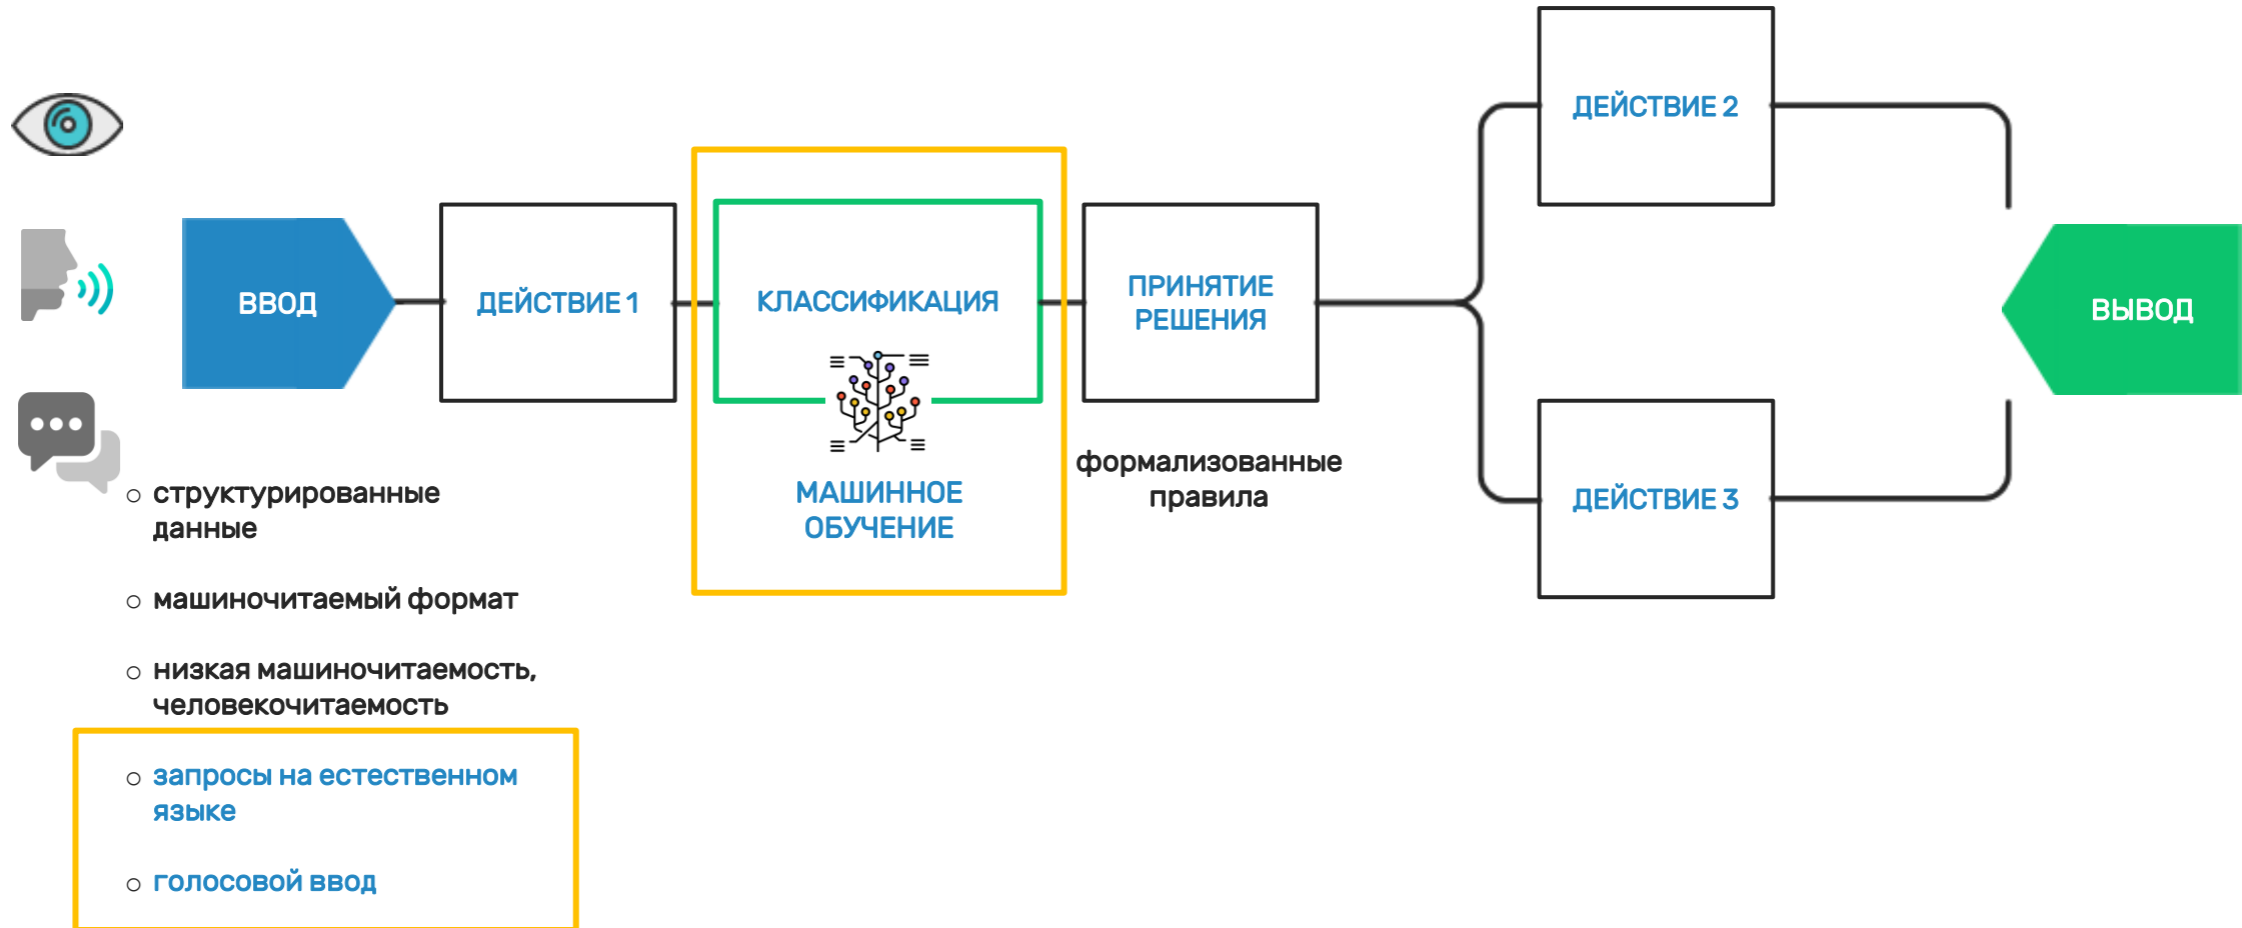 ДЕЙСТВИЕ 2
ВВОД
ДЕЙСТВИЕ 1
КЛАССИФИКАЦИЯ
МАШИННОЕ
ОБУЧЕНИЕ
ПРИНЯТИЕ
РЕШЕНИЯ
формализованные
правила
ДЕЙСТВИЕ 3
ВЫВОД
структурированные
данные
машиночитаемый формат
низкая машиночитаемость,
человекочитаемость
запросы на естественном
языке
голосовой ввод